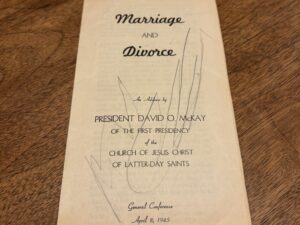 Marriage
AND
Divorce
An Address by
PRESIDENT DAVID O. McKAY
OF THE FIRST PRESIDENCY
of the
CHURCH OF JESUS CHRIST
OF LATTER-DAY SAINTS
General Conference
April 8, 1945